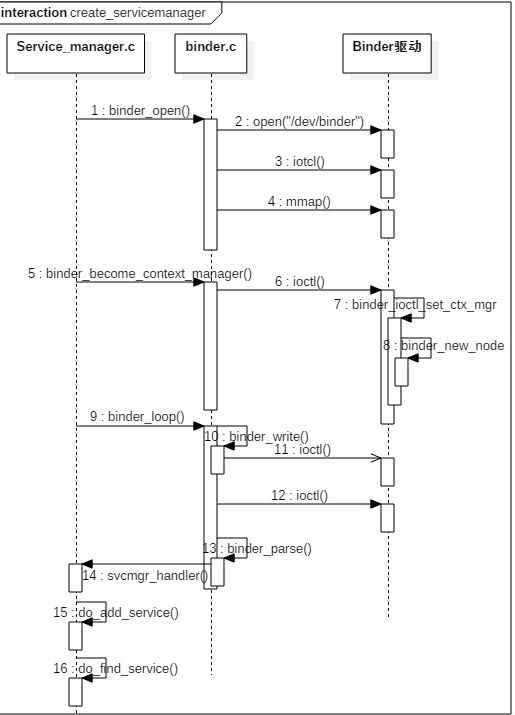 interaction create_servicemanager
Service_manager.c
binder.c
Binder驱动
1 : binder_open()
2 : open("/dev/binder")
3 : iotcl()
4 : mmap()
5 : binder_become_context_manager()
6 : ioctl()
7 : binder_ioctl_set_ctx_mgr
8 : binder_new_node
9 : binder_loop()
10 : binder_write()
11 : ioctl()
12 : ioctl()
13 : binder_parse()
14 : svcmgr_handler()
15 : do_add_service()
16 : do_find_service()